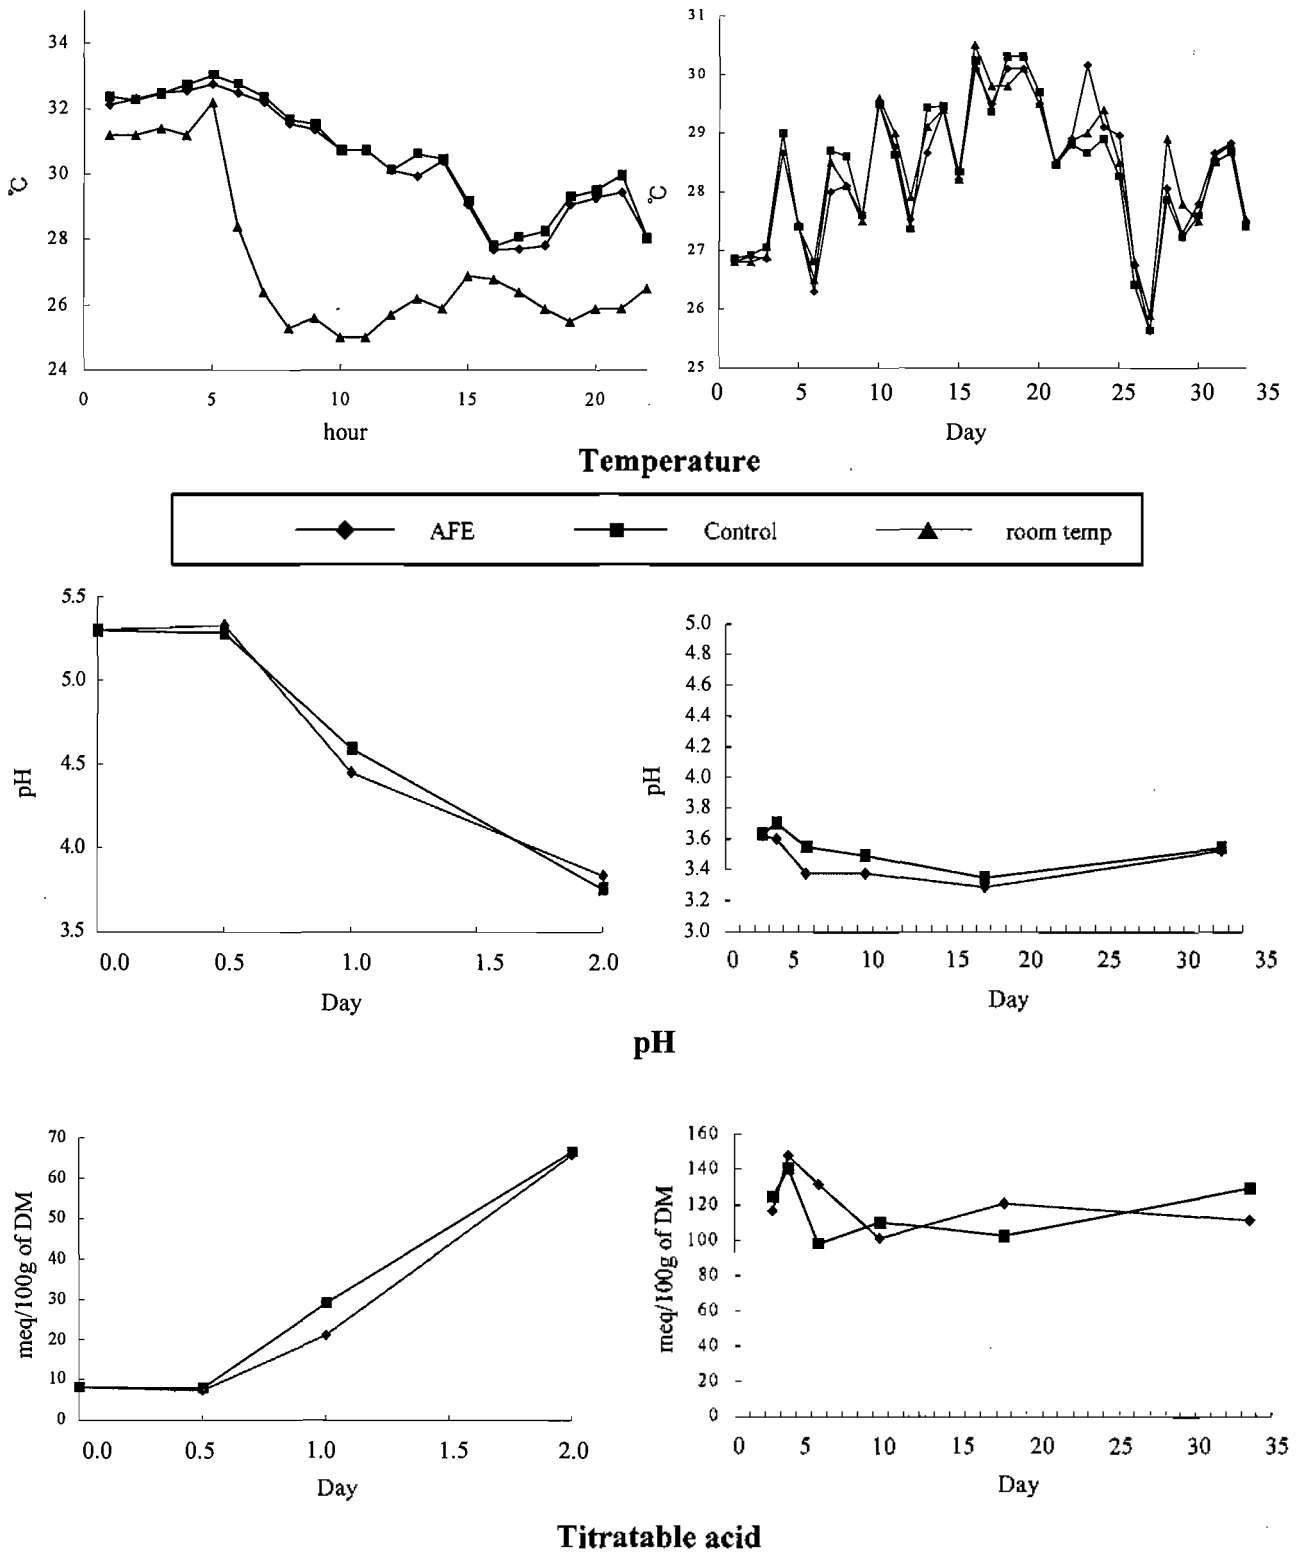 34
32
30
28
26
24
°C
0 5 10 15 20
hour
31
30
29
28
27
26
25
°C
0 5 10 15 20 25 30 35
Day
Temperature
AFE Control room temp
5.5
5.0
4.5
4.0
3.5
pH
0.0 0.5 1.0 1.5 2.0
Day
5.0
4.8
4.6
4.4
4.2
4.0
3.8
3.6
3.4
3.2
3.0
pH
0 5 10 15 20 25 30 35
Day
pH
70
60
50
40
30
20
10
0
meq/100g of DM
0.0 0.5 1.0 1.5 2.0
Day
160
140
120
100
80
60
40
20
0
meq/100g of DM
0 5 10 15 20 25 30 35
Day
Titratable acid